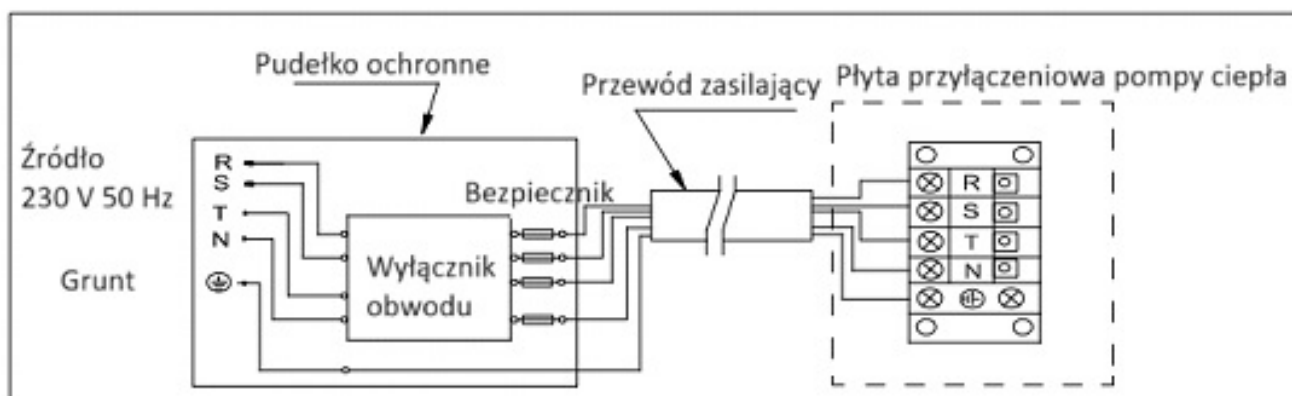 Pudełko ochronne
Przewód zasilający
Płyta przyłączeniowa pompy ciepła
Źródło
230 V 50 Hz
Grunt
R
S
T
N
Bezpiecznik
Wyłącznik
obwodu
R
S
T
N